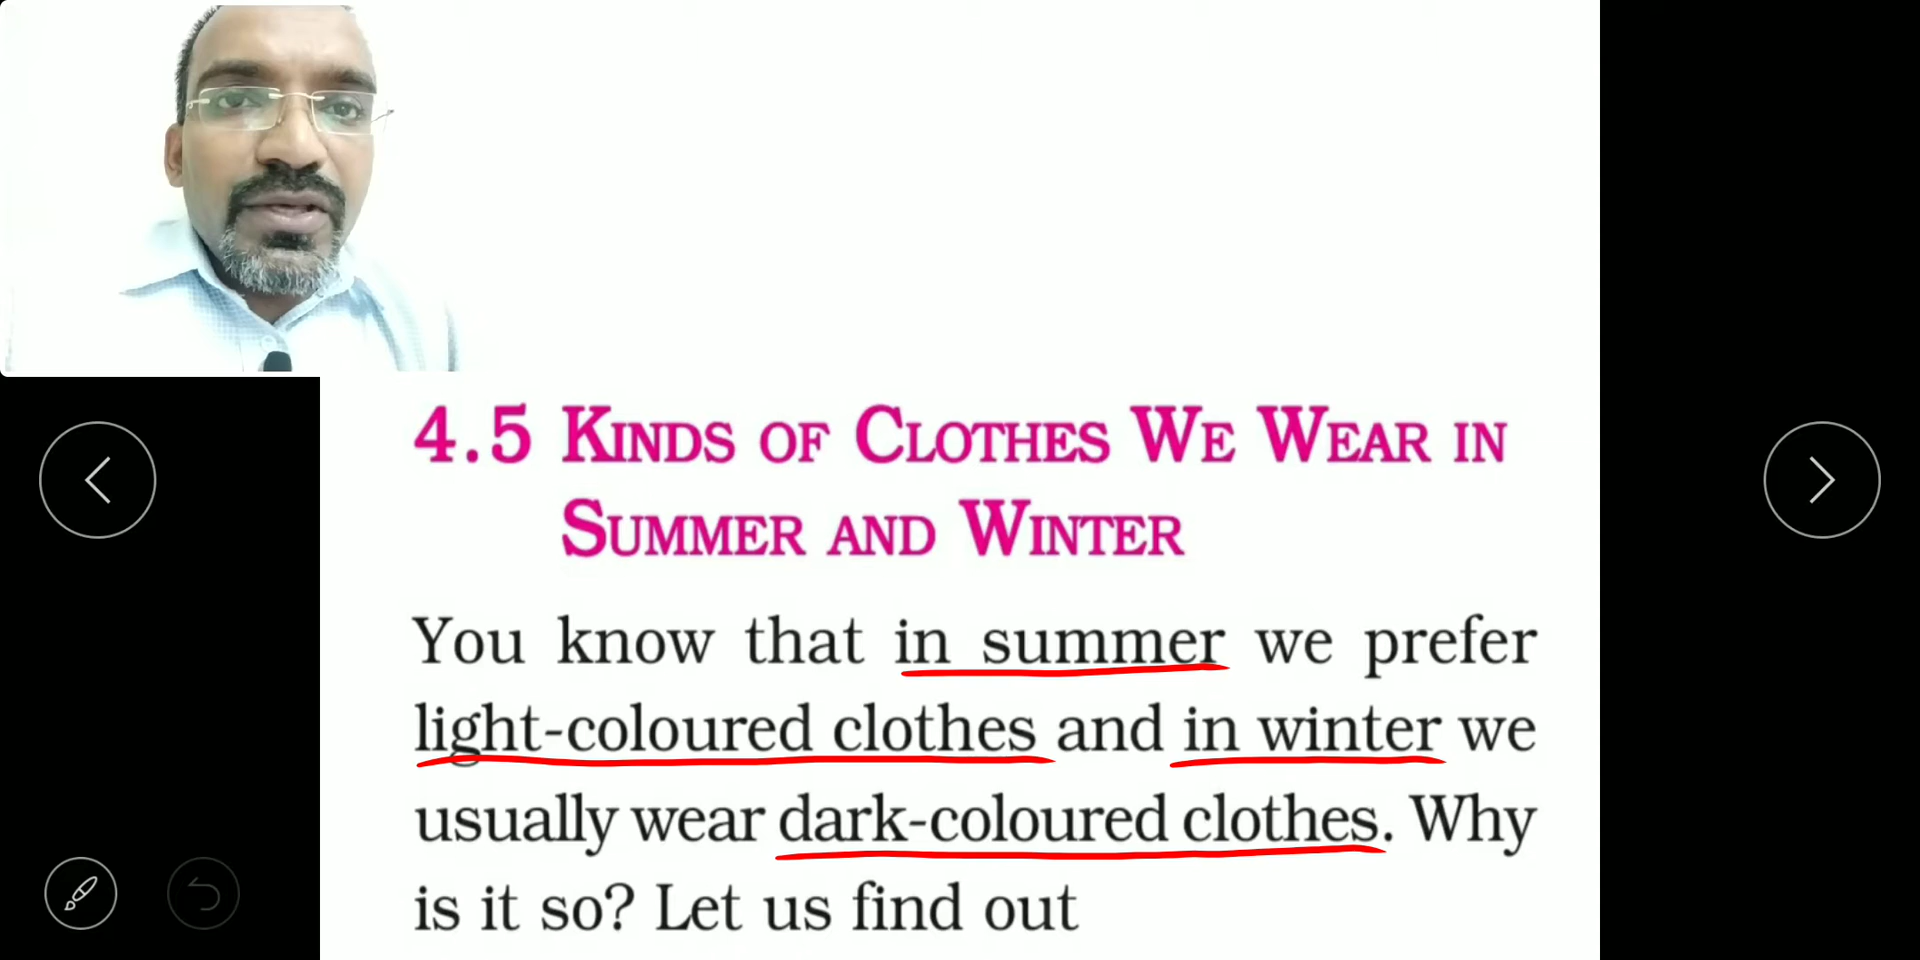 4.5 KINDS OF CLOTHES WE WEAR IN
SUMMER AND WINTER
You know that in summer we prefer
light-coloured clothes and in winter we
usually wear dark-coloured clothes. Why
is it so? Let us find out